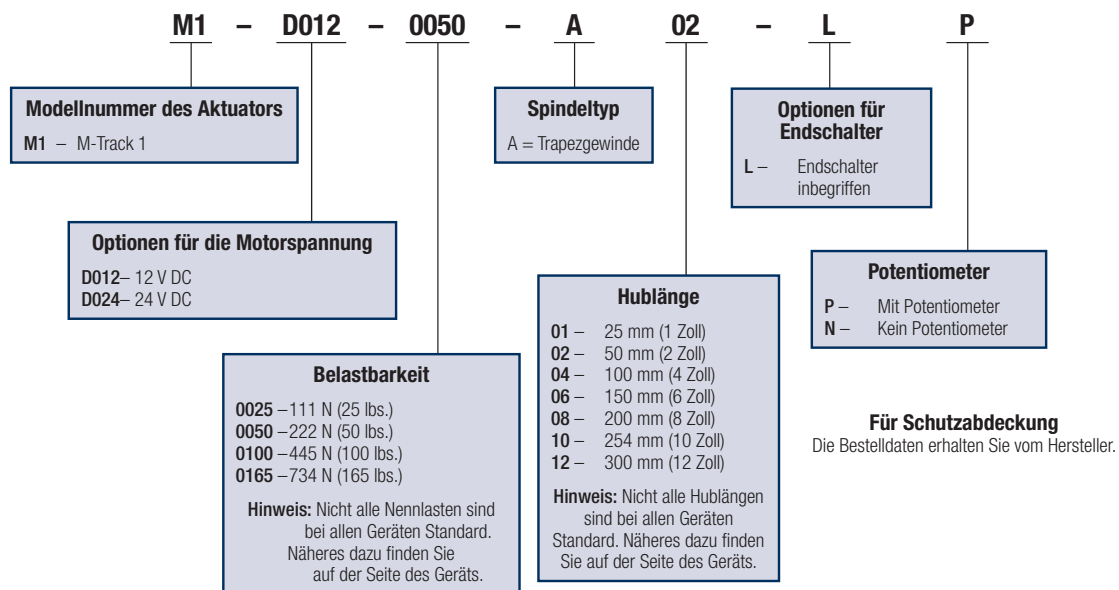 M1 – D012 – 0050 – A 02 – L P
Modellnummer des Aktuators
M1 – M-Track 1
Optionen für die Motorspannung
D012– 12 V DC
D024– 24 V DC
Belastbarkeit
0025 –111 N (25 lbs.)
0050 –222 N (50 lbs.)
0100 –445 N (100 lbs.)
0165 –734 N (165 lbs.)
Hinweis: Nicht alle Nennlasten sind
bei allen Geräten Standard.
Näheres dazu finden Sie
auf der Seite des Geräts.
Spindeltyp
A = Trapezgewinde
Hublänge
01 – 25 mm (1 Zoll)
02 – 50 mm (2 Zoll)
04 – 100 mm (4 Zoll)
06 – 150 mm (6 Zoll)
08 – 200 mm (8 Zoll)
10 – 254 mm (10 Zoll)
12 – 300 mm (12 Zoll)
Hinweis: Nicht alle Hublängen
sind bei allen Geräten
Standard. Näheres dazu finden
Sie auf der Seite des Geräts.
Optionen für
Endschalter
L – Endschalter
inbegriffen
Potentiometer
P – Mit Potentiometer
N – Kein Potentiometer
Für Schutzabdeckung
Die Bestelldaten erhalten Sie vom Hersteller.